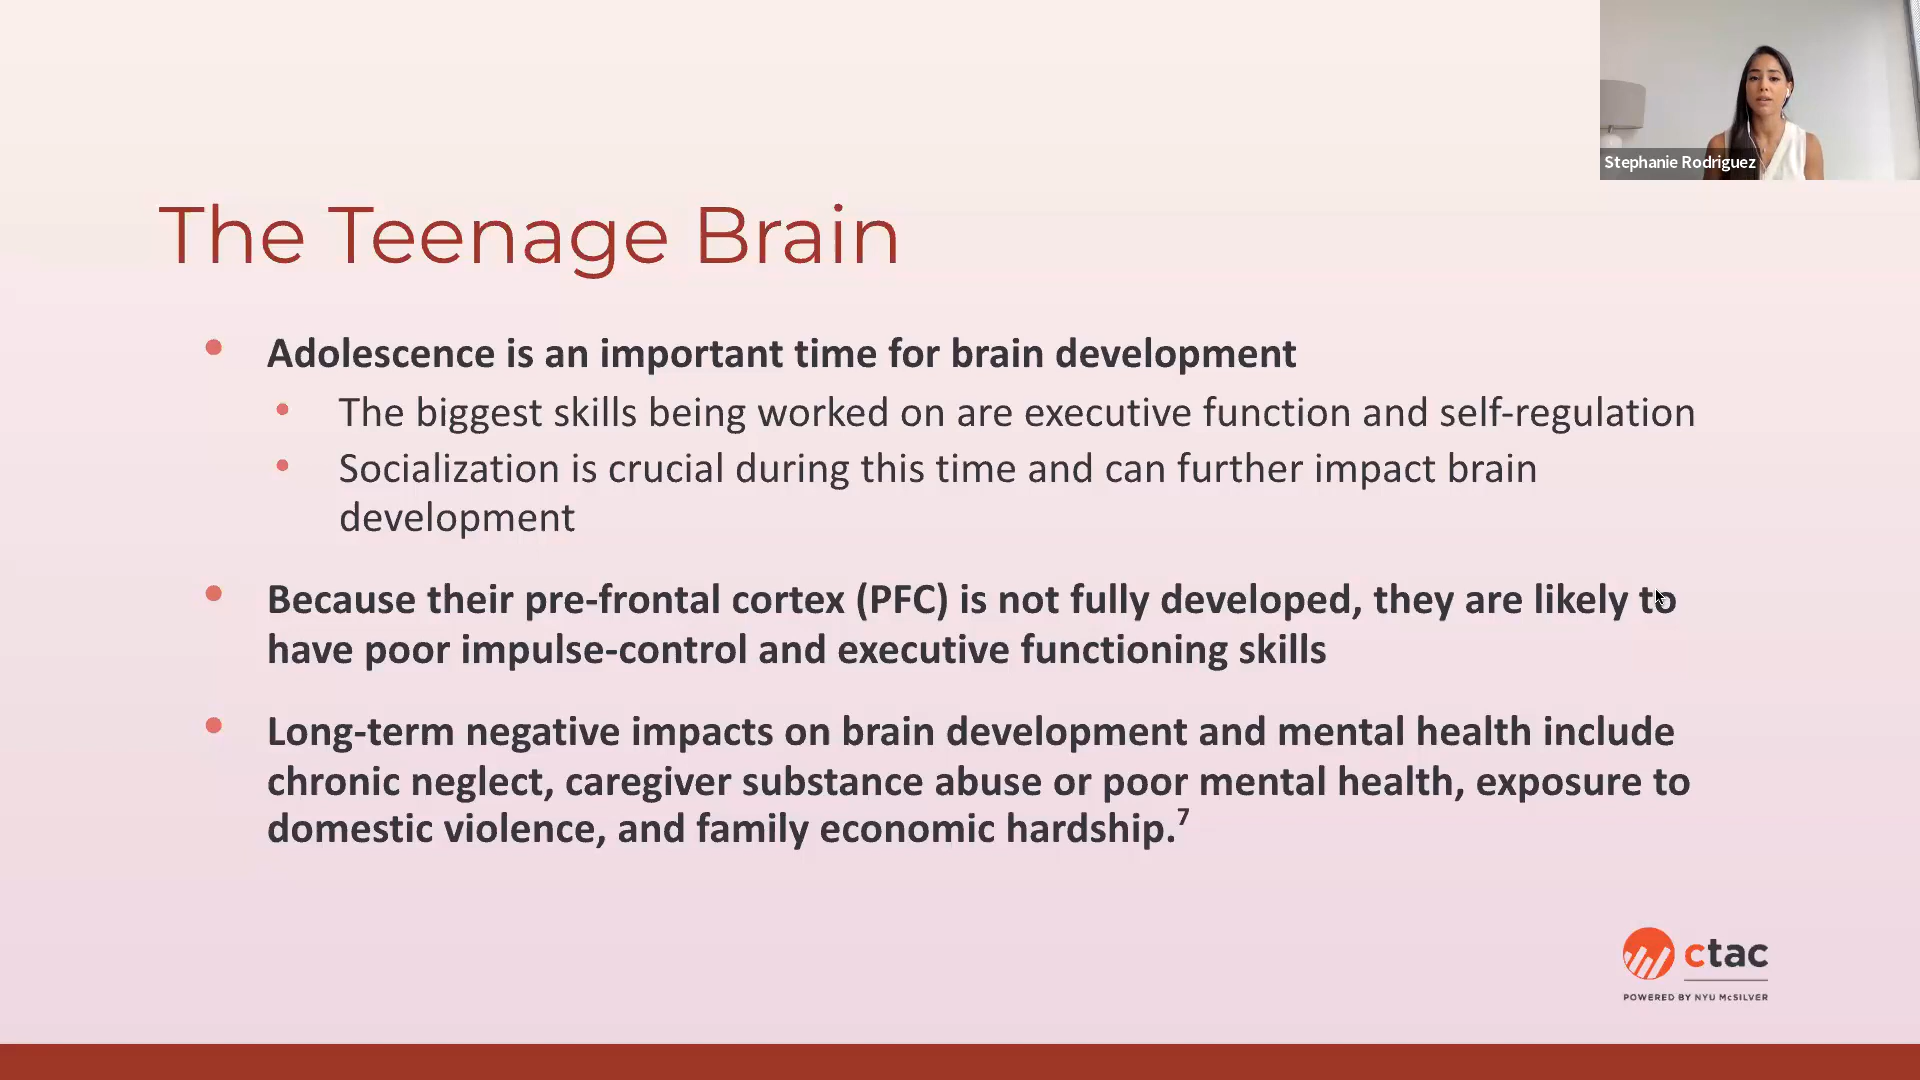 Stephanie Rodriguez
The Teenage Brain
• Adolescence is an important time for brain development
• The biggest skills being worked on are executive function and self-regulation
• Socialization is crucial during this time and can further impact brain
development
• Because their pre-frontal cortex (PFC) is not fully developed, they are likely to
have poor impulse-control and executive functioning skills
• Long-term negative impacts on brain development and mental health include
chronic neglect, caregiver substance abuse or poor mental health, exposure to
domestic violence, and family economic hardship.⁷
ctac
POWERED BY NYU McSILVER